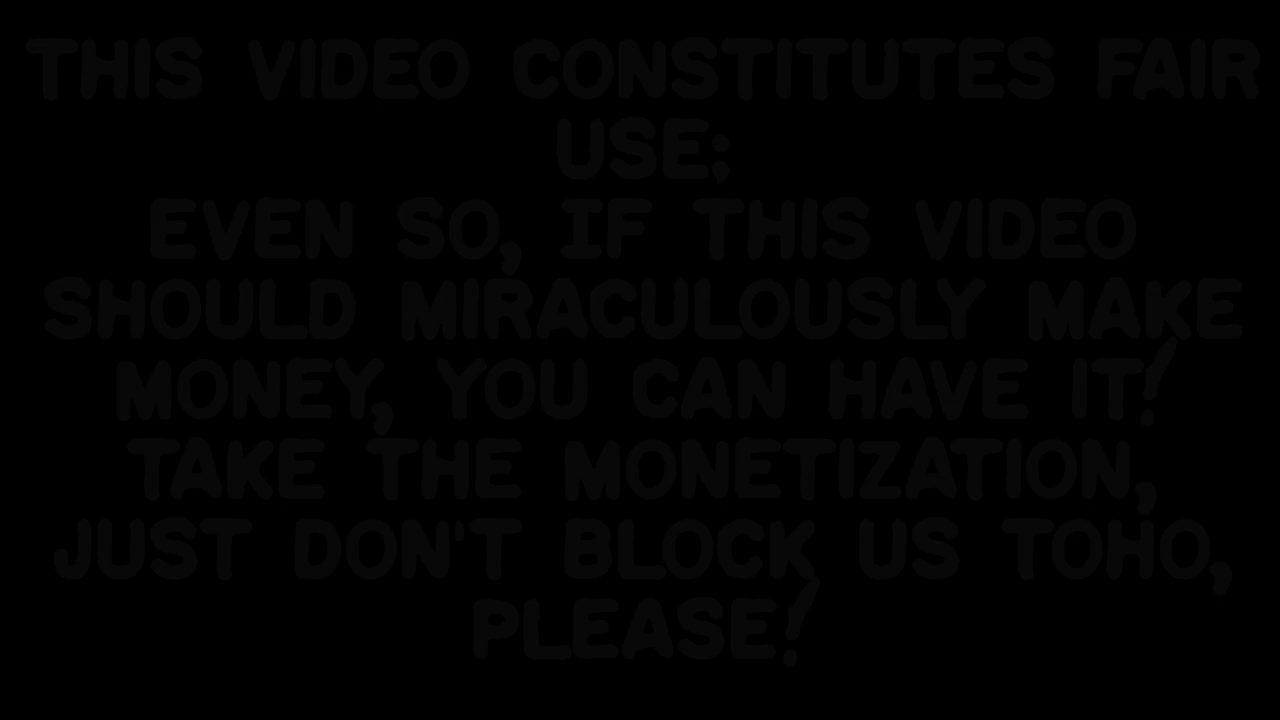 THIS VIDEO CONSTITUTES FAIR
USE;
EVEN SO, IF THIS VIDEO
SHOULD MIRACULOUSLY MAKE
MONEY, YOU CAN HAVE IT!
TAKE THE MONETIZATION,
JUST DON'T BLOCK US TOHO,
PLEASE!